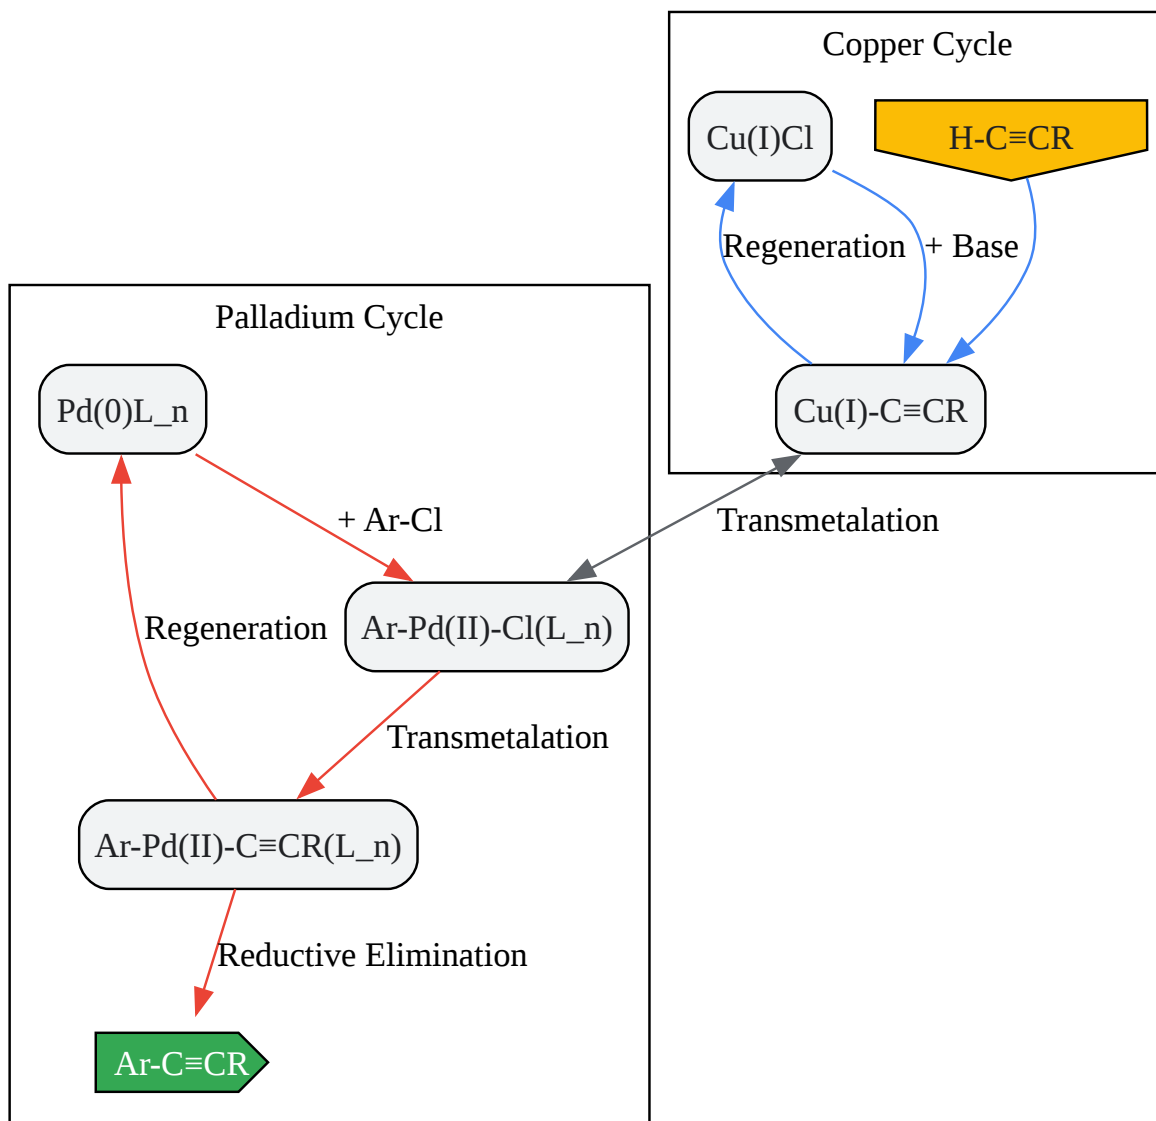 Copper Cycle
Cu(I)Cl
H-C≡CR
Regeneration
+ Base
Palladium Cycle
Pd(0)L_n
Cu(I)-C≡CR
+ Ar-Cl
Transmetalation
Regeneration
Ar-Pd(II)-Cl(L_n)
Transmetalation
Ar-Pd(II)-C≡CR(L_n)
Reductive Elimination
Ar-C≡CR